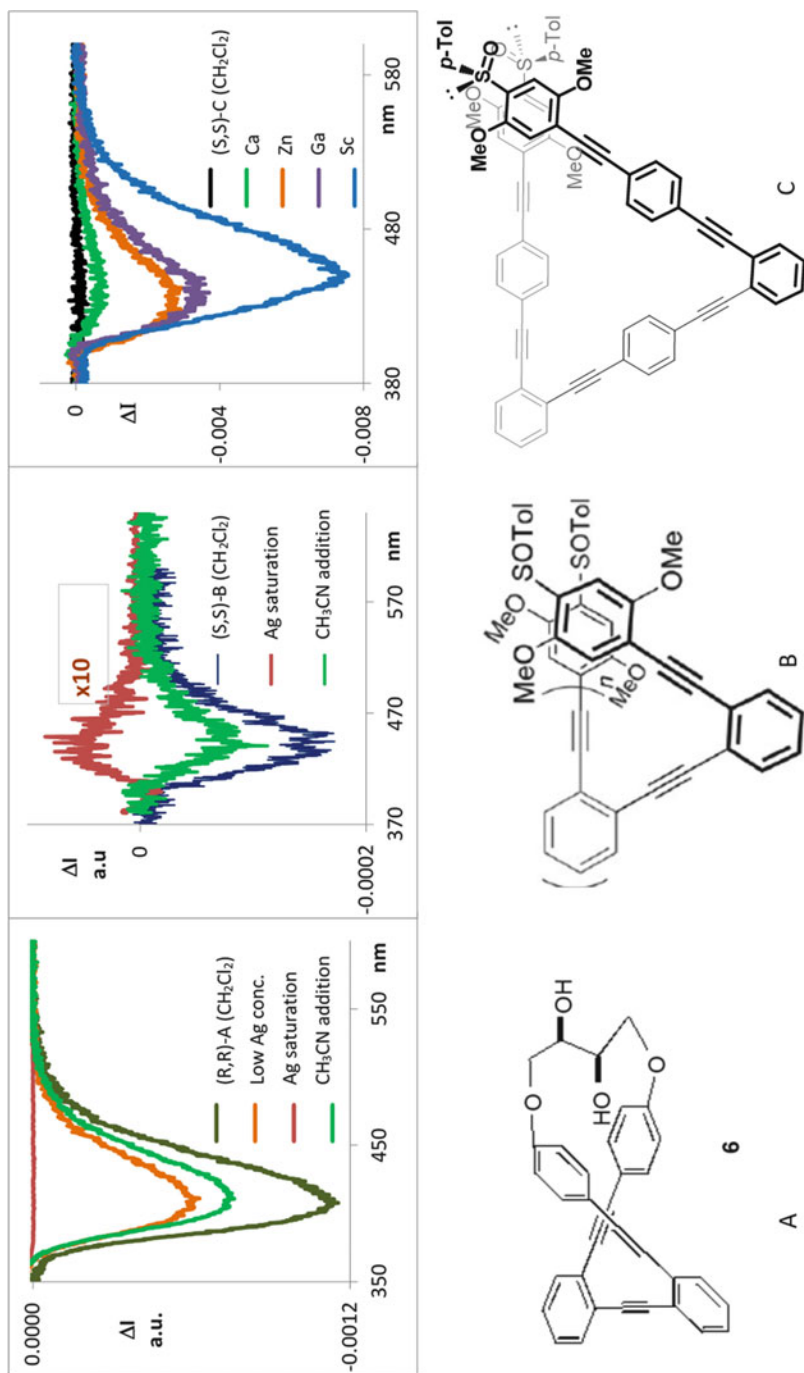 0.0000
ΔI
a.u.
-0.0012
350
450
550
nm
(R,R)-A (CH₂Cl₂)
Low Ag conc.
Ag saturation
CH₃CN addition
ΔI
a.u
0
-0.0002
x10
370
470
570
nm
(S,S)-B (CH₂Cl₂)
Ag saturation
CH₃CN addition
0
ΔI
-0.004
-0.008
380
480
580
nm
(S,S)-C (CH₂Cl₂)
Ca
Zn
Ga
Sc
O
OH
HO
O
6
A
MeO
SOTol
MeO
SOTol
MeO
n
MeO
OMe
B
p-Tol
S
O
O
S
p-Tol
MeO
MeO
OMe
MeO
C